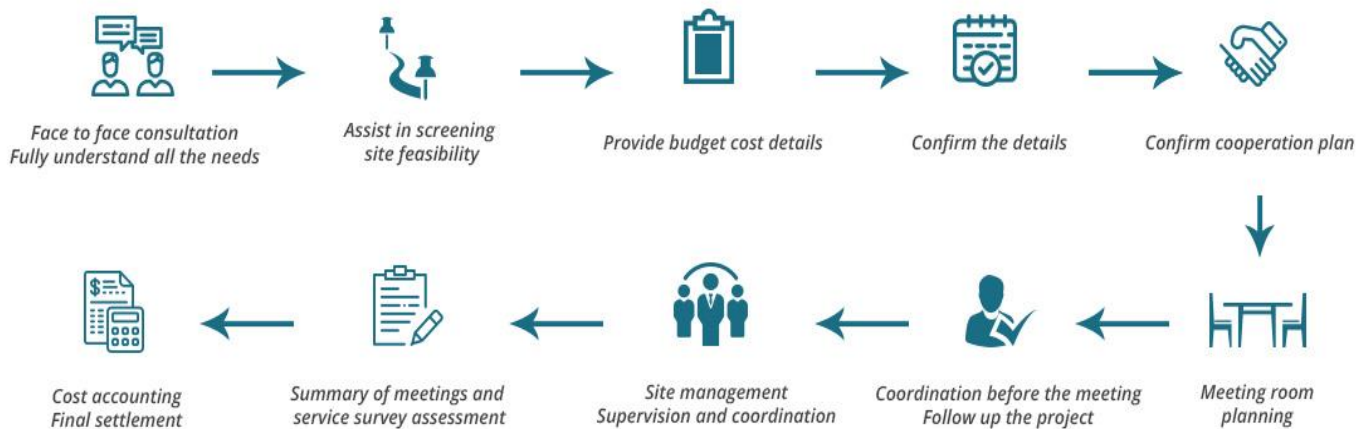 Face to face consultation
Fully understand all the needs
Assist in screening
site feasibility
Provide budget cost details
Confirm the details
Confirm cooperation plan
Meeting room
planning
Coordination before the meeting
Follow up the project
Site management
Supervision and coordination
Summary of meetings and
service survey assessment
$
Cost accounting
Final settlement